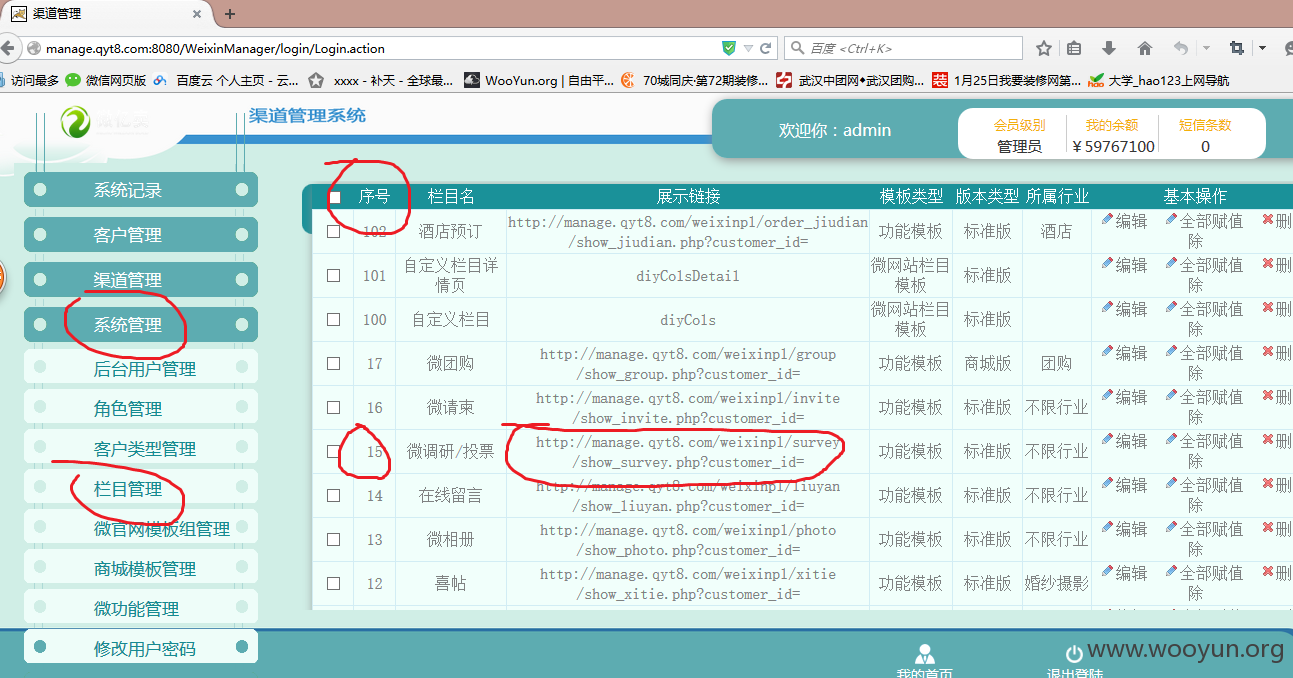 渠道管理
manage.qyt8.com:8080/WeixinManager/login/Login.action
百度 <Ctrl+K>
访问最多 微信网页版 百度云 个人主页 - 云... xxxx - 补天 - 全球最... WooYun.org | 自由平... 70城同庆·第72期装修... 武汉中团网◆武汉团购... 装 1月25日我要装修网第... 大学_hao123上网导航
渠道管理系统
欢迎你：admin
会员级别 我的余额 短信条数
管理员 ¥59767100 0
系统记录
客户管理
渠道管理
系统管理
后台用户管理
角色管理
客户类型管理
栏目管理
微官网模板组管理
商城模板管理
微功能管理
修改用户密码
序号 栏目名 展示链接 模板类型 版本类型 所属行业 基本操作
102 酒店预订 http://manage.qyt8.com/weixinpl/order_jiudian
/show_jiudian.php?customer_id= 功能模板 标准版 酒店 编辑 全部赋值 删
除
101 自定义栏目详
情页 diyColsDetail 微网站栏目
模板 标准版 编辑 全部赋值 删
除
100 自定义栏目 diyCols 微网站栏目
模板 标准版 编辑 全部赋值 删
除
17 微团购 http://manage.qyt8.com/weixinpl/group
/show_group.php?customer_id= 功能模板 商城版 团购 编辑 全部赋值 删
除
16 微请柬 http://manage.qyt8.com/weixinpl/invite
/show_invite.php?customer_id= 功能模板 标准版 不限行业 编辑 全部赋值 删
除
15 微调研/投票 http://manage.qyt8.com/weixinpl/survey
/show_survey.php?customer_id= 功能模板 标准版 不限行业 编辑 全部赋值 删
除
14 在线留言 http://manage.qyt8.com/weixinpl/liuyan
/show_liuyan.php?customer_id= 功能模板 标准版 不限行业 编辑 全部赋值 删
除
13 微相册 http://manage.qyt8.com/weixinpl/photo
/show_photo.php?customer_id= 功能模板 标准版 不限行业 编辑 全部赋值 删
除
12 喜帖 http://manage.qyt8.com/weixinpl/xitie
/show_xitie.php?customer_id= 功能模板 标准版 婚纱摄影 编辑 全部赋值 删
除
我的首页 退出登陆
www.wooyun.org